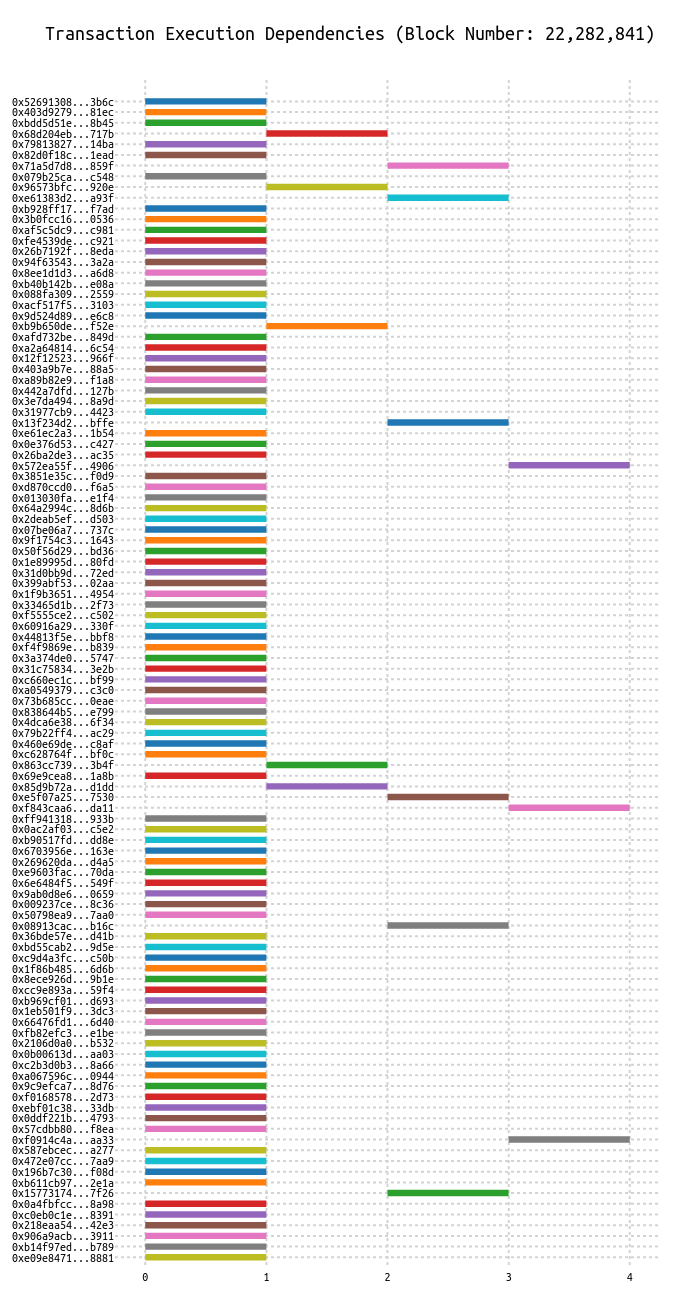 Transaction Execution Dependencies (Block Number: 22,282,841)
0x52691308...3b6c
0x403d9279...81ec
0xbdd5d51e...8b45
0x68d204eb...717b
0x79813827...14ba
0x82d0f18c...1ead
0x71a5d7d8...859f
0x079b25ca...c548
0x96573bfc...920e
0xe61383d2...a93f
0xb928ff17...f7ad
0x3b0fcc16...0536
0xaf5c5dc9...c981
0xfe4539de...c921
0x26b7192f...8eda
0x94f63543...3a2a
0x8ee1d1d3...a6d8
0xb40b142b...e08a
0x088fa309...2559
0xacf517f5...3103
0x9d524d89...e6c8
0xb9b650de...f52e
0xafd732be...849d
0xa2a64814...6c54
0x12f12523...966f
0x403a9b7e...88a5
0xa89b82e9...f1a8
0x442a7dfd...127b
0x3e7da494...8a9d
0x31977cb9...4423
0x13f234d2...bffe
0xe61ec2a3...1b54
0x0e376d53...c427
0x26ba2de3...ac35
0x572ea55f...4906
0x3851e35c...f0d9
0xd870ccd0...f6a5
0x013030fa...e1f4
0x64a2994c...8d6b
0x2deab5ef...d503
0x07be06a7...737c
0x9f1754c3...1643
0x50f56d29...bd36
0x1e89995d...80fd
0x31d0bb9d...72ed
0x399abf53...02aa
0x1f9b3651...4954
0x33465d1b...2f73
0xf5555ce2...c502
0x60916a29...330f
0x44813f5e...bbf8
0xf4f9869e...b839
0x3a374de0...5747
0x31c75834...3e2b
0xc660ec1c...bf99
0xa0549379...c3c0
0x73b685cc...0eae
0x838644b5...e799
0x4dca6e38...6f34
0x79b22ff4...ac29
0x460e69de...c8af
0xc628764f...bf0c
0x863cc739...3b4f
0x69e9cea8...1a8b
0x85d9b72a...d1dd
0xe5f07a25...7530
0xf843caa6...da11
0xff941318...933b
0x0ac2af03...c5e2
0xb90517fd...dd8e
0x6703956e...163e
0x269620da...d4a5
0xe9603fac...70da
0x6e6484f5...549f
0x9ab0d8e6...0659
0x009237ce...8c36
0x50798ea9...7aa0
0x08913cac...b16c
0x36bde57e...d41b
0xbd55cab2...9d5e
0xc9d4a3fc...c50b
0x1f86b485...6d6b
0x8ece926d...9b1e
0xcc9e893a...59f4
0xb969cf01...d693
0x1eb501f9...3dc3
0x66476fd1...6d40
0xfb82efc3...e1be
0x2106d0a0...b532
0x0b00613d...aa03
0xc2b3d0b3...8a66
0xa067596c...0944
0x9c9efca7...8d76
0xf0168578...2d73
0xebf01c38...33db
0x0ddf221b...4793
0x57cdbb80...f8ea
0xf0914c4a...aa33
0x587ebcec...a277
0x472e07cc...7aa9
0x196b7c30...f08d
0xb611cb97...2e1a
0x15773174...7f26
0x0a4fbfcc...8a98
0xc0eb0c1e...8391
0x218eaa54...42e3
0x906a9acb...3911
0xb14f97ed...b789
0xe09e8471...8881
0 1 2 3 4